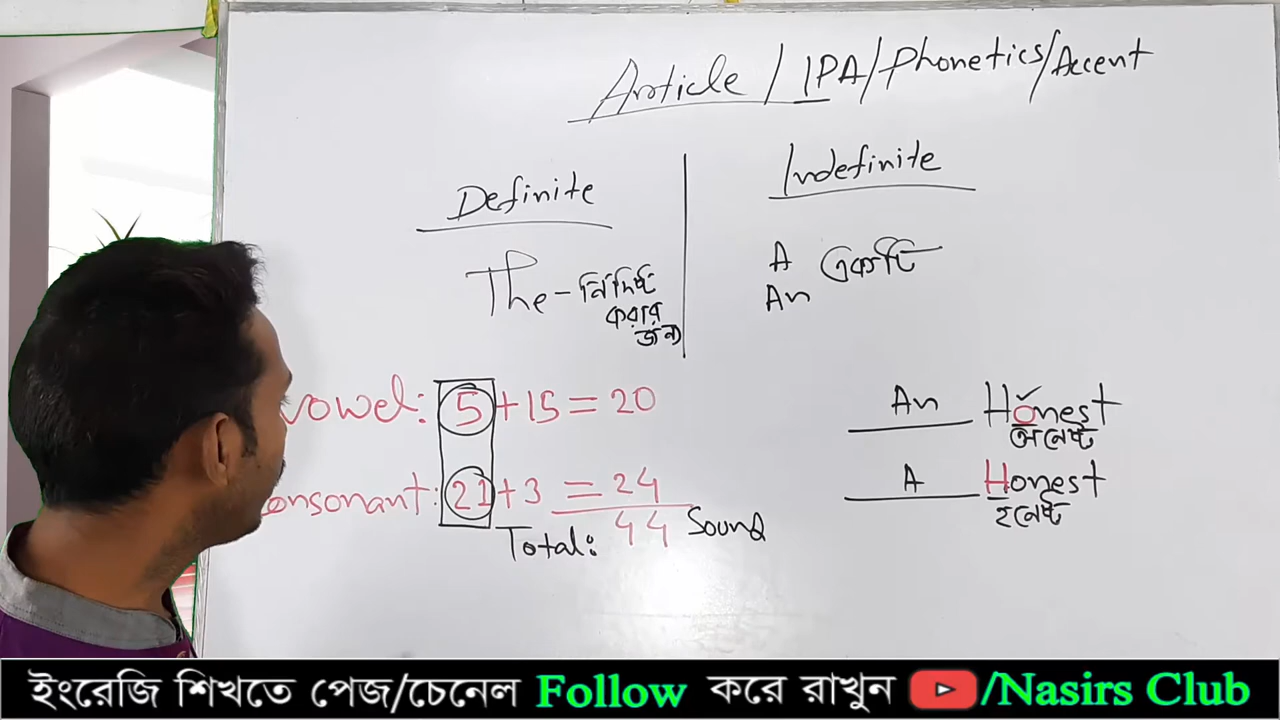 Article / IPA/Phonetics/Accent
Definite
Indefinite
The - নির্দিষ্ট
করার
জন্য
A
An
একটি
vowel: 5 + 15 = 20
onsonant: 21 + 3 = 24
Total: 44 Sound
An Honest
অনেষ্ট
A Honest
হনেষ্ট
ইংরেজি শিখতে পেজ/চেনেল Follow করে রাখুন /Nasirs Club